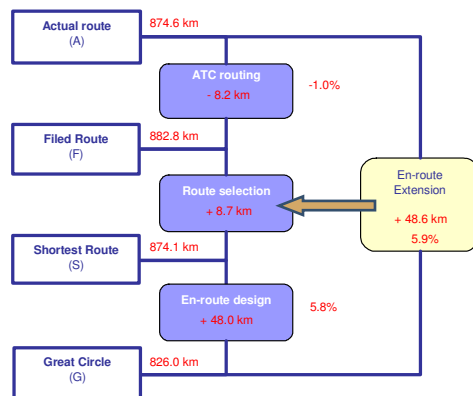 Actual route
(A)
874.6 km
ATC routing
- 8.2 km
-1.0%
Filed Route
(F)
882.8 km
Route selection
+ 8.7 km
En-route
Extension
+ 48.6 km
5.9%
Shortest Route
(S)
874.1 km
En-route design
+ 48.0 km
5.8%
Great Circle
(G)
826.0 km